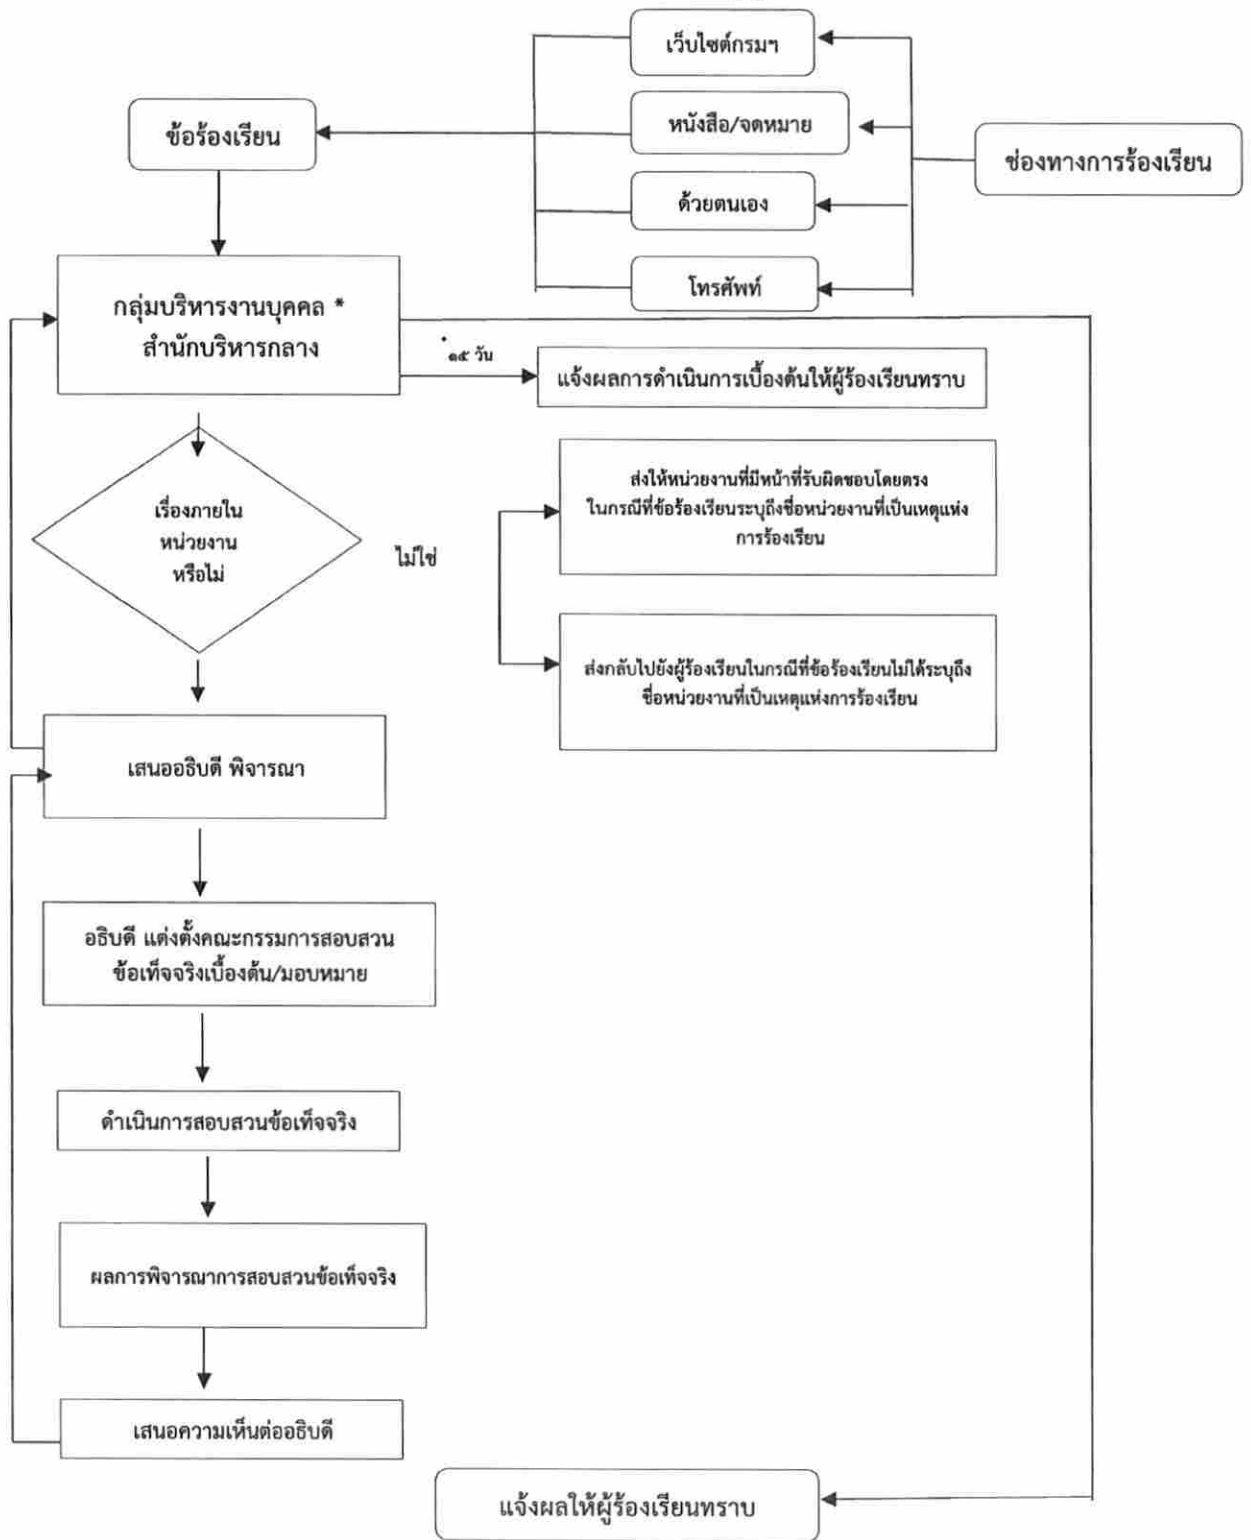 เว็บไซต์กรมฯ
ข้อร้องเรียน
หนังสือ/จดหมาย
ช่องทางการร้องเรียน
ด้วยตนเอง
โทรศัพท์
กลุ่มบริหารงานบุคคล *
สำนักบริหารกลาง
๑๕ วัน
แจ้งผลการดำเนินการเบื้องต้นให้ผู้ร้องเรียนทราบ
เรื่องภายใน
หน่วยงาน
หรือไม่
ไม่ใช่
ส่งให้หน่วยงานที่มีหน้าที่รับผิดชอบโดยตรง
ในกรณีที่ข้อร้องเรียนระบุถึงชื่อหน่วยงานที่เป็นเหตุแห่ง
การร้องเรียน
ส่งกลับไปยังผู้ร้องเรียนในกรณีที่ข้อร้องเรียนไม่ได้ระบุถึง
ชื่อหน่วยงานที่เป็นเหตุแห่งการร้องเรียน
เสนออธิบดี พิจารณา
อธิบดี แต่งตั้งคณะกรรมการสอบสวน
ข้อเท็จจริงเบื้องต้น/มอบหมาย
ดำเนินการสอบสวนข้อเท็จจริง
ผลการพิจารณาการสอบสวนข้อเท็จจริง
เสนอความเห็นต่ออธิบดี
แจ้งผลให้ผู้ร้องเรียนทราบ